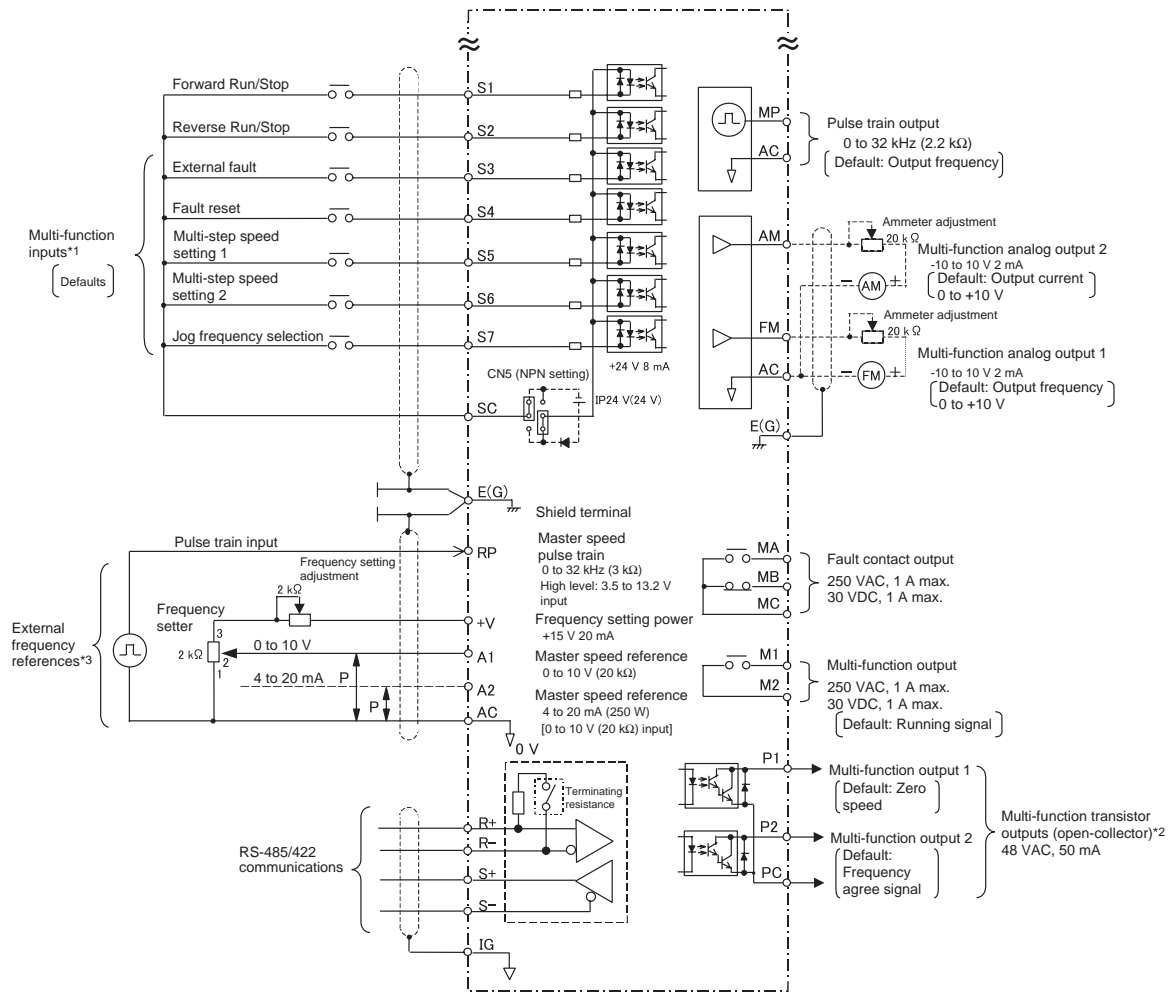 Forward Run/Stop
S1
Reverse Run/Stop
S2
External fault
S3
Fault reset
S4
Multi-function
inputs*1
Defaults
Multi-step speed
setting 1
S5
Multi-step speed
setting 2
S6
Jog frequency selection
S7
+24 V 8 mA
CN5 (NPN setting)
IP24 V(24 V)
SC
E(G)
Shield terminal
Pulse train input
RP
Master speed
pulse train
0 to 32 kHz (3 kΩ)
High level: 3.5 to 13.2 V
input
Frequency setting
adjustment
2 kΩ
External
frequency
references*3
Frequency
setter
3
2 kΩ
2
1
+V
Frequency setting power
+15 V 20 mA
0 to 10 V
P
A1
Master speed reference
0 to 10 V (20 kΩ)
4 to 20 mA
P
A2
Master speed reference
4 to 20 mA (250 W)
[0 to 10 V (20 kΩ) input]
AC
0 V
RS-485/422
communications
R+
R−
S+
S−
Terminating
resistance
IG
MP
AC
Pulse train output
0 to 32 kHz (2.2 kΩ)
Default: Output frequency
AM
Ammeter adjustment
20 kΩ
− AM +
Multi-function analog output 2
-10 to 10 V 2 mA
Default: Output current
0 to +10 V
FM
Ammeter adjustment
20 kΩ
AC
− FM +
Multi-function analog output 1
-10 to 10 V 2 mA
Default: Output frequency
0 to +10 V
E(G)
MA
MB
MC
Fault contact output
250 VAC, 1 A max.
30 VDC, 1 A max.
M1
M2
Multi-function output
250 VAC, 1 A max.
30 VDC, 1 A max.
Default: Running signal
P1
Multi-function output 1
Default: Zero
speed
P2
Multi-function output 2
Default:
Frequency
agree signal
PC
Multi-function transistor
outputs (open-collector)*2
48 VAC, 50 mA